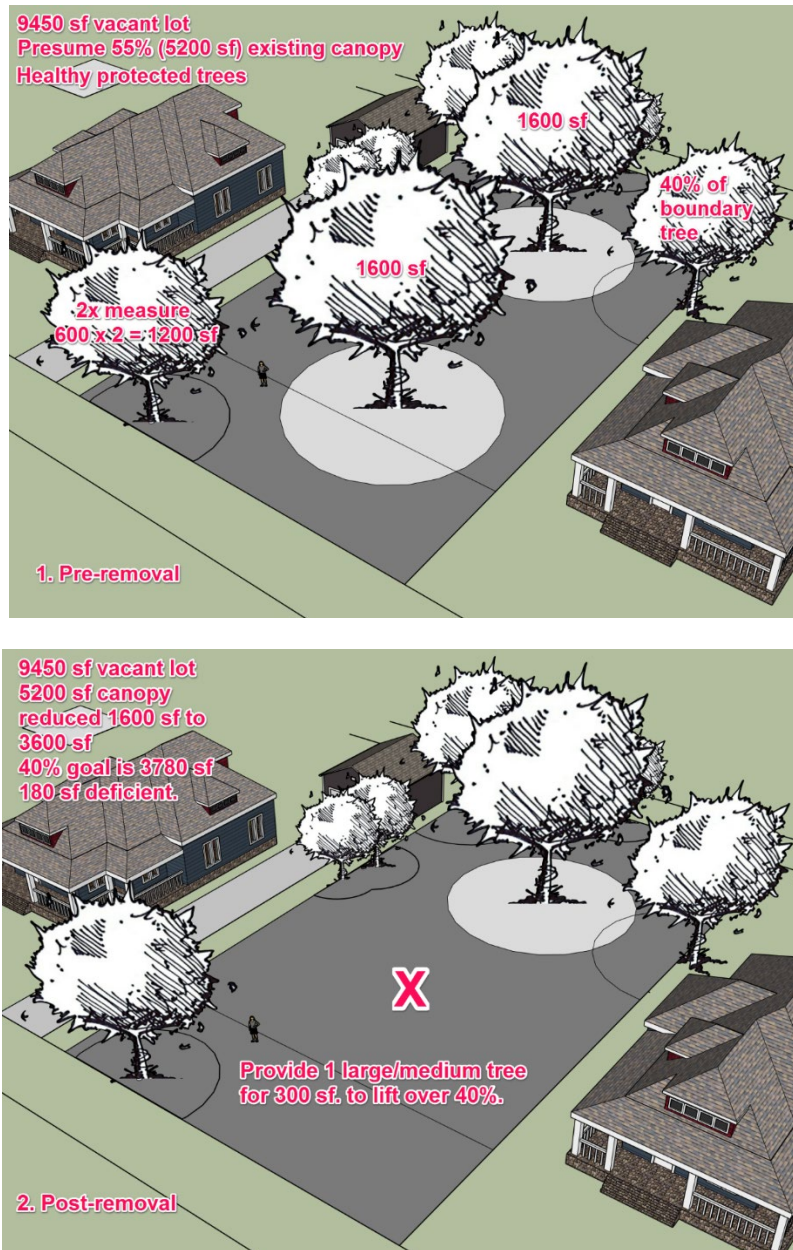 9450 sf vacant lot
Presume 55% (5200 sf) existing canopy
Healthy protected trees
1600 sf
40% of
boundary
tree
1600 sf
2x measure
600 x 2 = 1200 sf
1. Pre-removal
9450 sf vacant lot
5200 sf canopy
reduced 1600 sf to
3600 sf
40% goal is 3780 sf
180 sf deficient.
X
Provide 1 large/medium tree
for 300 sf. to lift over 40%.
2. Post-removal